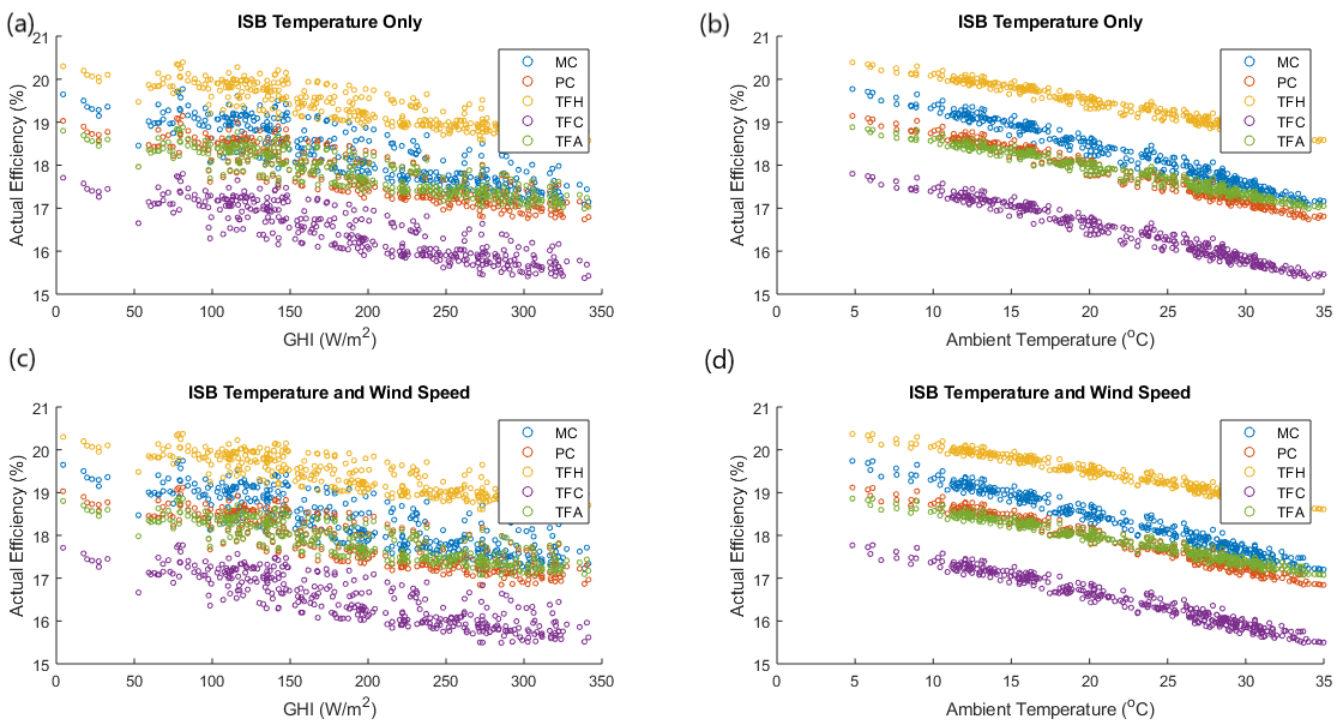 (a)
ISB Temperature Only
21
20
19
18
17
16
15
Actual Efficiency (%)
0 50 100 150 200 250 300 350
GHI (W/m²)
MC
PC
TFH
TFC
TFA
(b)
ISB Temperature Only
21
20
19
18
17
16
15
Actual Efficiency (%)
0 5 10 15 20 25 30 35
Ambient Temperature (°C)
MC
PC
TFH
TFC
TFA
(c)
ISB Temperature and Wind Speed
21
20
19
18
17
16
15
Actual Efficiency (%)
0 50 100 150 200 250 300 350
GHI (W/m²)
MC
PC
TFH
TFC
TFA
(d)
ISB Temperature and Wind Speed
21
20
19
18
17
16
15
Actual Efficiency (%)
0 5 10 15 20 25 30 35
Ambient Temperature (°C)
MC
PC
TFH
TFC
TFA